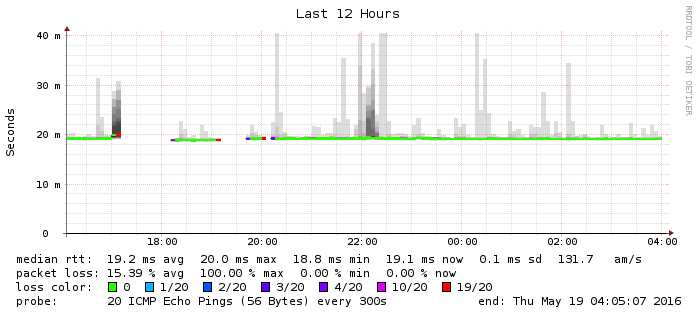 Last 12 Hours
RRDTOOL / TOBI OETIKER
Seconds
40 m
30 m
20 m
10 m
0
18:00 20:00 22:00 00:00 02:00 04:00
median rtt: 19.2 ms avg 20.0 ms max 18.8 ms min 19.1 ms now 0.1 ms sd 131.7 am/s
packet loss: 15.39 % avg 100.00 % max 0.00 % min 0.00 % now
loss color: 0 1/20 2/20 3/20 4/20 10/20 19/20
probe: 20 ICMP Echo Pings (56 Bytes) every 300s end: Thu May 19 04:05:07 2016